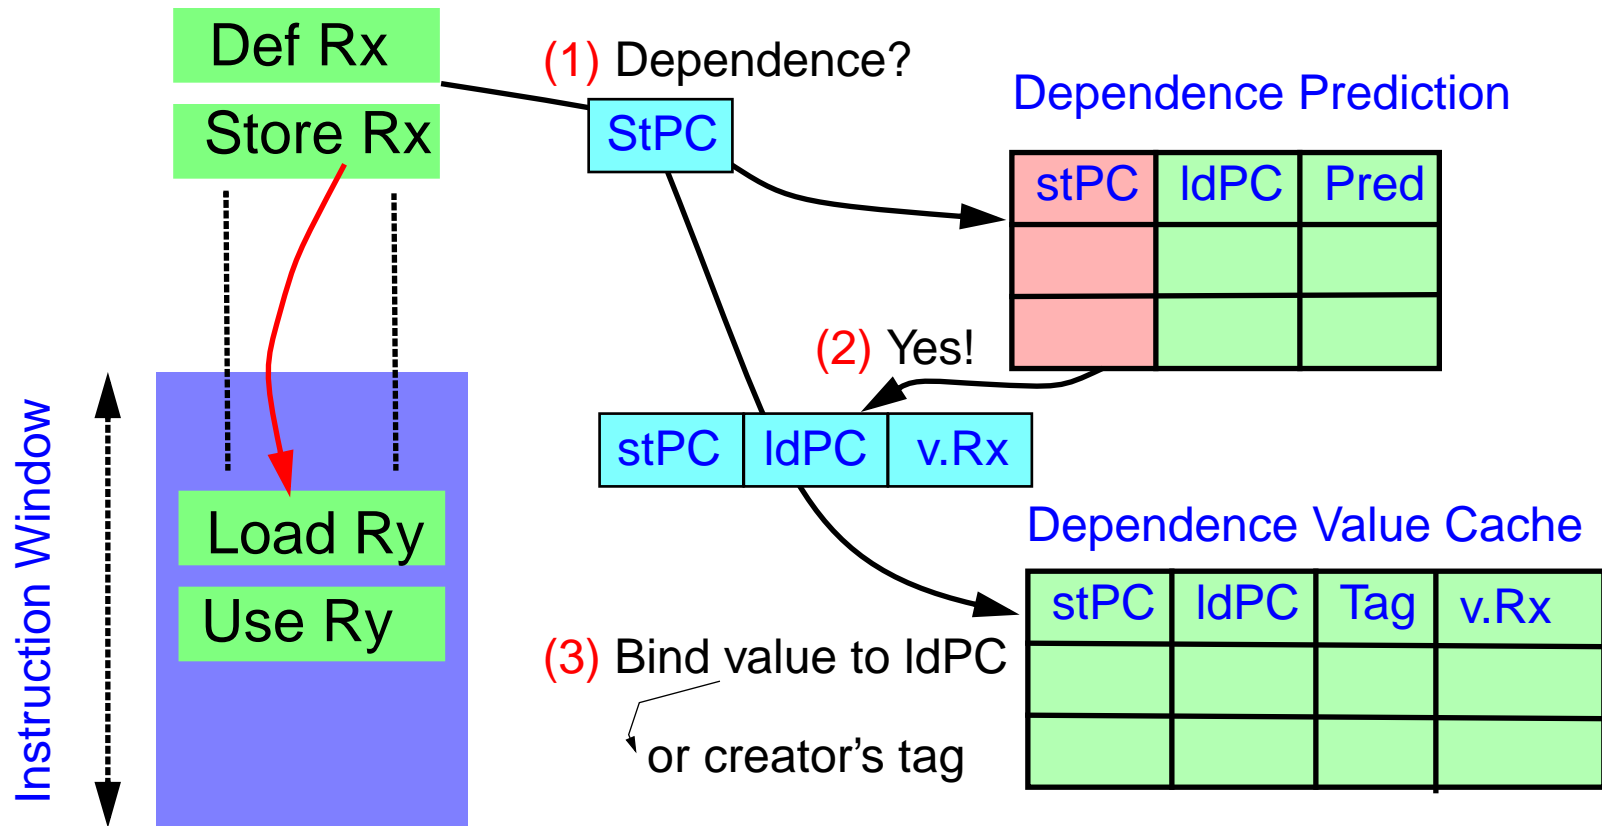 Def Rx
Store Rx
Load Ry
Use Ry
Instruction Window
(1) Dependence?
StPC
Dependence Prediction
stPC ldPC Pred
(2) Yes!
stPC ldPC v.Rx
Dependence Value Cache
stPC ldPC Tag v.Rx
(3) Bind value to ldPC
or creator’s tag